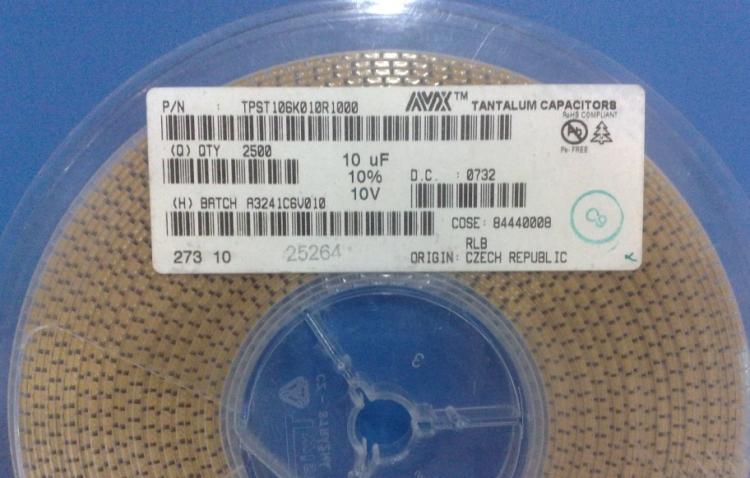 P/N : TPST106K010R1000
AVX™ TANTALUM CAPACITORS
RoHS COMPLIANT
Pb
Pb-FREE
(Q) QTY 2500
10 uF
10%
10V
D.C. : 0732
(H) BATCH A3241C6V010
COSE: 84440008
RLB
273 10
25264
ORIGIN: CZECH REPUBLIC